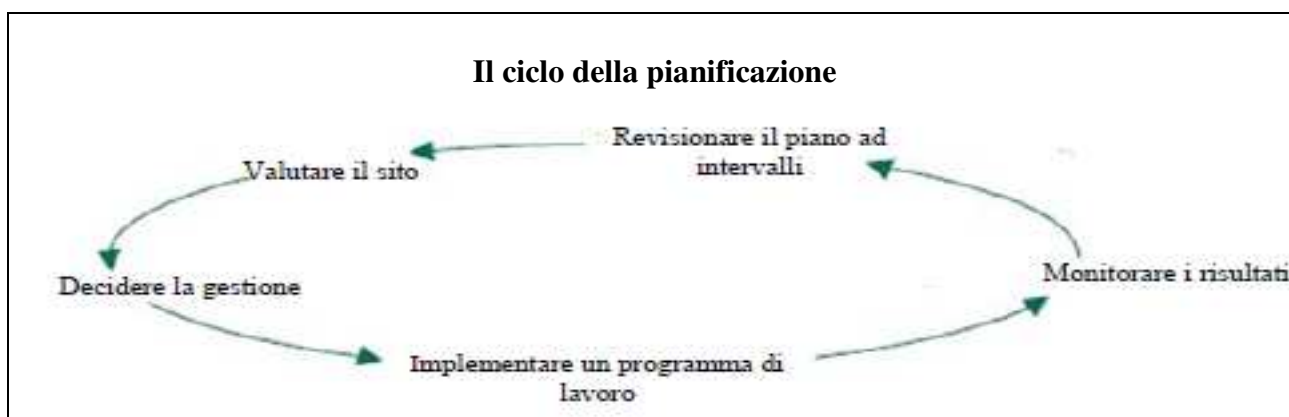 Il ciclo della pianificazione
Revisionare il piano ad
intervalli
Valutare il sito
Decidere la gestione
Monitorare i risultati
Implementare un programma di
lavoro